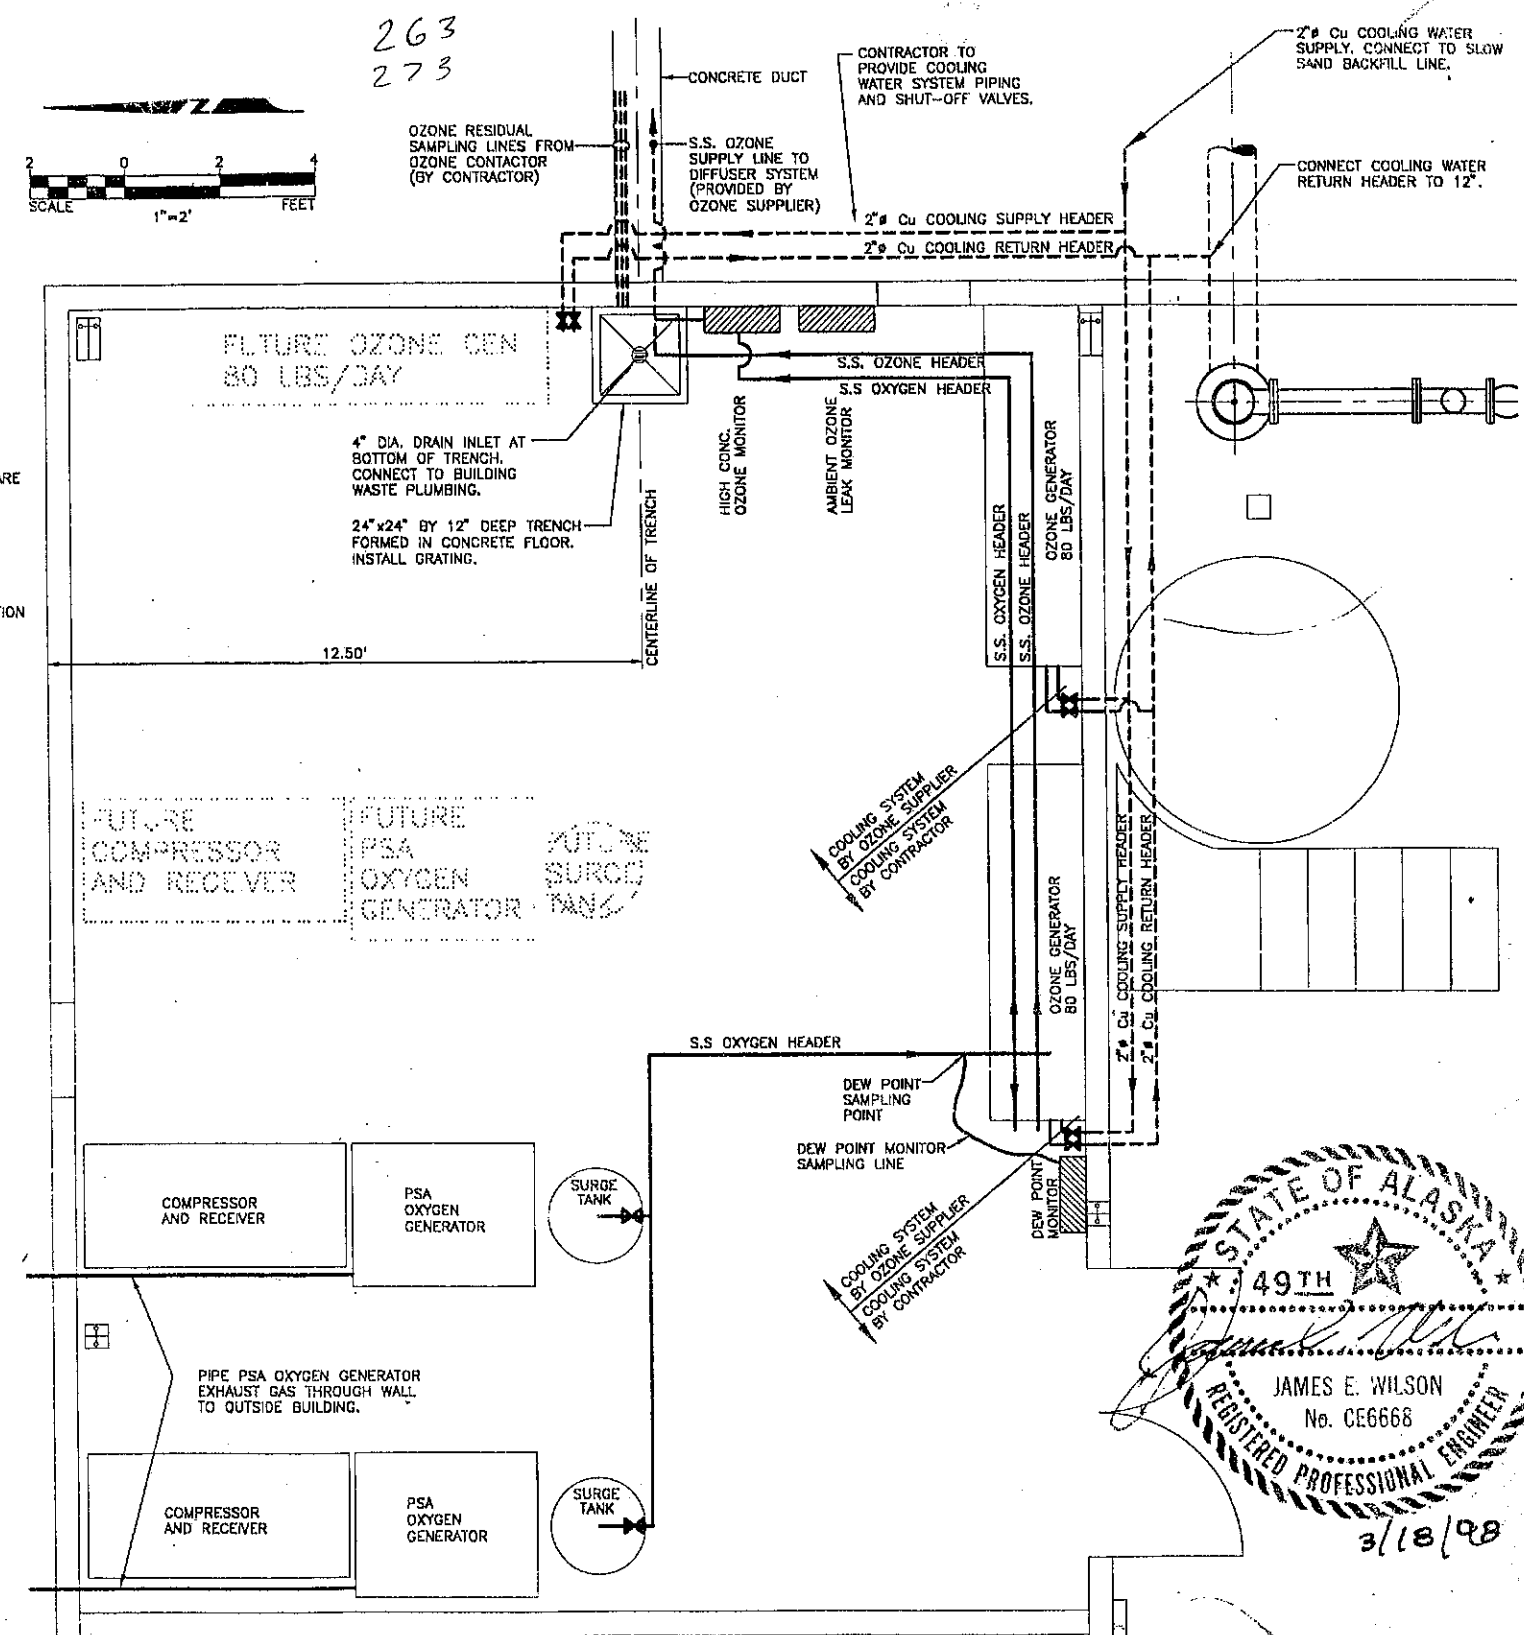 263
273
2"ø Cu COOLING WATER
SUPPLY. CONNECT TO SLOW
SAND BACKFILL LINE.
CONTRACTOR TO
PROVIDE COOLING
WATER SYSTEM PIPING
AND SHUT-OFF VALVES.
CONCRETE DUCT
Z
OZONE RESIDUAL
SAMPLING LINES FROM
OZONE CONTACTOR
(BY CONTRACTOR)
S.S. OZONE
SUPPLY LINE TO
DIFFUSER SYSTEM
(PROVIDED BY
OZONE SUPPLIER)
CONNECT COOLING WATER
RETURN HEADER TO 12".
2 0 2 4
SCALE 1"=2' FEET
2"ø Cu COOLING SUPPLY HEADER
2"ø Cu COOLING RETURN HEADER
FUTURE OZONE GEN
80 LBS/DAY
S.S. OZONE HEADER
S.S OXYGEN HEADER
4" DIA. DRAIN INLET AT
BOTTOM OF TRENCH.
CONNECT TO BUILDING
WASTE PLUMBING.
24"x24" BY 12" DEEP TRENCH
FORMED IN CONCRETE FLOOR.
INSTALL GRATING.
CENTERLINE OF TRENCH
HIGH CONC.
OZONE MONITOR
AMBIENT OZONE
LEAK MONITOR
S.S. OXYGEN HEADER
S.S. OZONE HEADER
OZONE GENERATOR
80 LBS/DAY
ARE
TION
12.50'
COOLING SYSTEM
BY OZONE SUPPLIER
COOLING SYSTEM
BY CONTRACTOR
FUTURE
COMPRESSOR
AND RECEIVER
FUTURE
PSA
OXYGEN
GENERATOR
FUTURE
SURGE
TANK
OZONE GENERATOR
80 LBS/DAY
2"ø Cu COOLING SUPPLY HEADER
2"ø Cu COOLING RETURN HEADER
S.S OXYGEN HEADER
DEW POINT
SAMPLING
POINT
DEW POINT MONITOR
SAMPLING LINE
DEW POINT
MONITOR
COOLING SYSTEM
BY OZONE SUPPLIER
COOLING SYSTEM
BY CONTRACTOR
COMPRESSOR
AND RECEIVER
PSA
OXYGEN
GENERATOR
SURGE
TANK
PIPE PSA OXYGEN GENERATOR
EXHAUST GAS THROUGH WALL
TO OUTSIDE BUILDING.
COMPRESSOR
AND RECEIVER
PSA
OXYGEN
GENERATOR
SURGE
TANK
STATE OF ALASKA
49TH
JAMES E. WILSON
No. CE6668
REGISTERED PROFESSIONAL ENGINEER
3/18/98